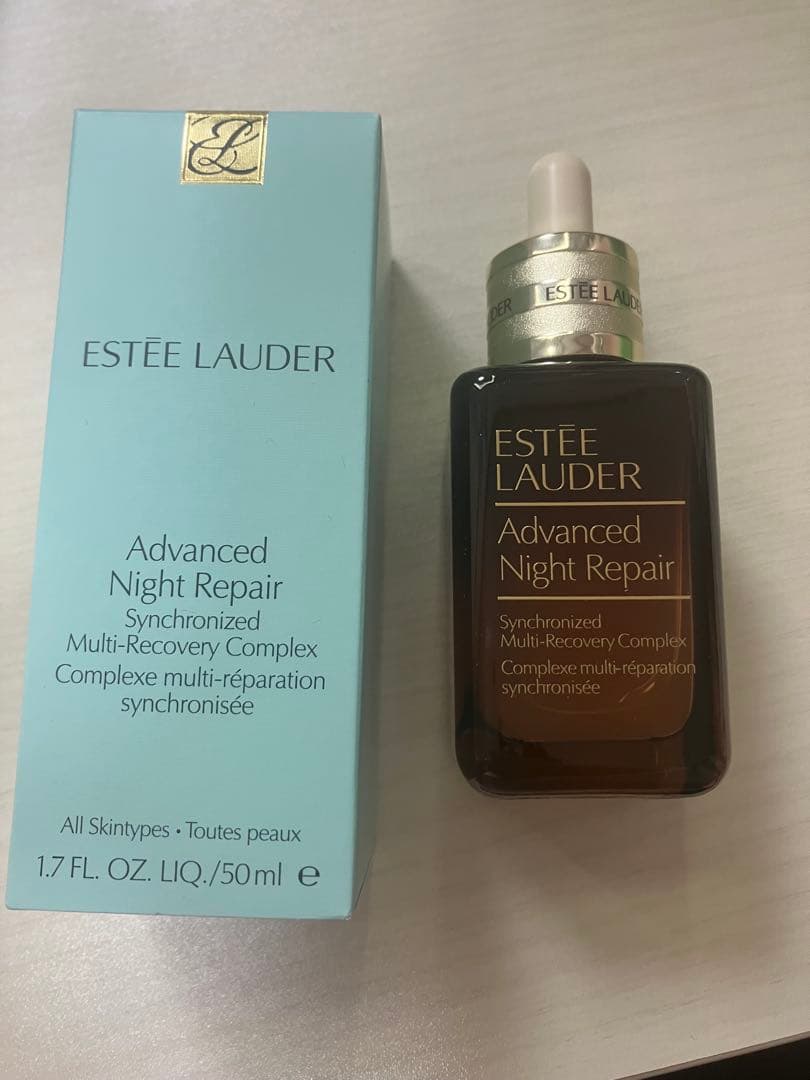 EL
ESTĒE LAUDER
Advanced
Night Repair
Synchronized
Multi-Recovery Complex
Complexe multi-réparation
synchronisée
All Skintypes • Toutes peaux
1.7 FL. OZ. LIQ./50ml ℮
DER ESTĒE LAUDE
ESTĒE
LAUDER
Advanced
Night Repair
Synchronized
Multi-Recovery Complex
Complexe multi-réparation
synchronisée